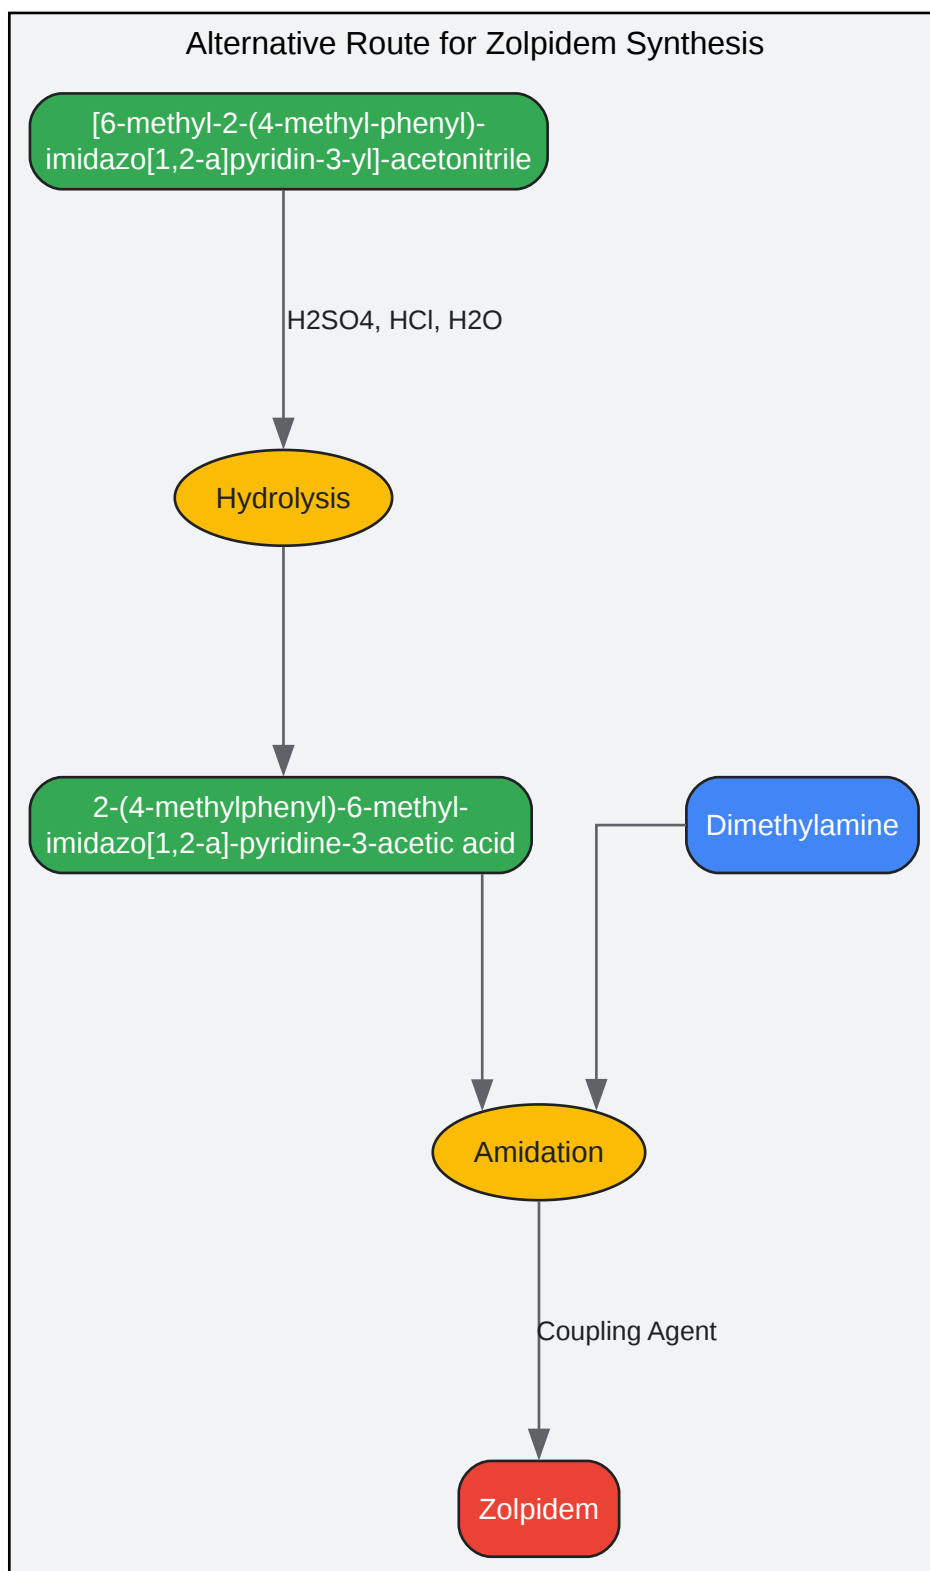 Alternative Route for Zolpidem Synthesis
[6-methyl-2-(4-methyl-phenyl)-
imidazo[1,2-a]pyridin-3-yl]-acetonitrile
H2SO4, HCl, H2O
Hydrolysis
2-(4-methylphenyl)-6-methyl-
imidazo[1,2-a]-pyridine-3-acetic acid
Dimethylamine
Amidation
Coupling Agent
Zolpidem